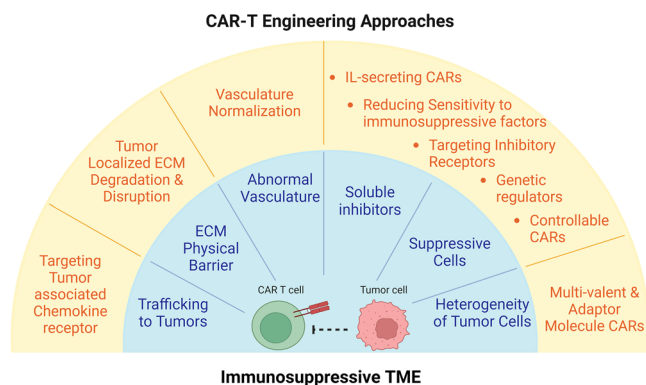 CAR-T Engineering Approaches
Targeting
Tumor
associated
Chemokine
receptor
Tumor
Localized ECM
Degradation &
Disruption
Vasculature
Normalization
• IL-secreting CARs
• Reducing Sensitivity to
immunosuppressive factors
• Targeting Inhibitory
Receptors
• Genetic
regulators
• Controllable
CARs
Multi-valent &
Adaptor
Molecule CARs
Trafficking
to Tumors
ECM
Physical
Barrier
Abnormal
Vasculature
Soluble
inhibitors
Suppressive
Cells
Heterogeneity
of Tumor Cells
CAR T cell
Tumor cell
Immunosuppressive TME